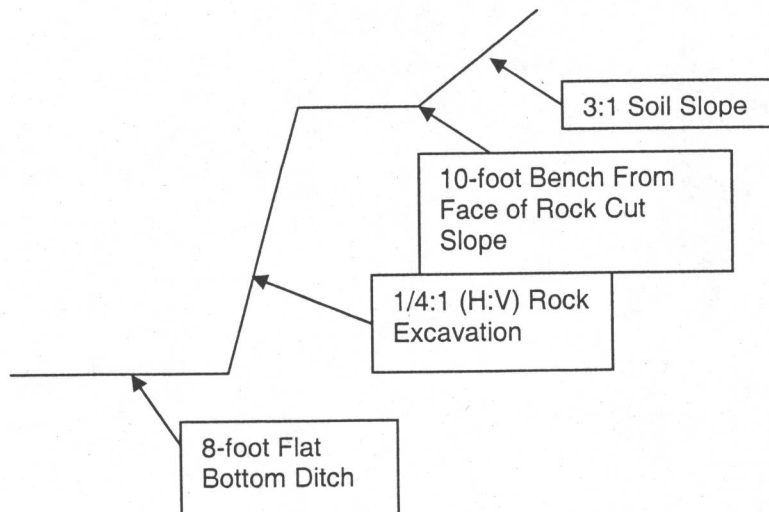 3:1 Soil Slope
10-foot Bench From
Face of Rock Cut
Slope
1/4:1 (H:V) Rock
Excavation
8-foot Flat
Bottom Ditch